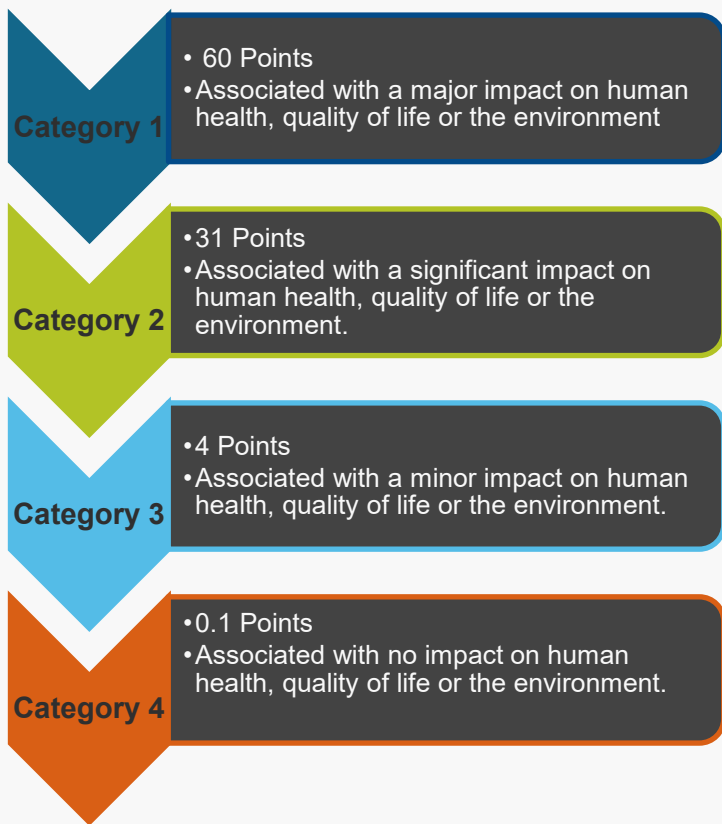 Category 1
• 60 Points
•Associated with a major impact on human
health, quality of life or the environment
Category 2
•31 Points
•Associated with a significant impact on
human health, quality of life or the
environment.
Category 3
•4 Points
•Associated with a minor impact on human
health, quality of life or the environment.
Category 4
•0.1 Points
•Associated with no impact on human
health, quality of life or the environment.